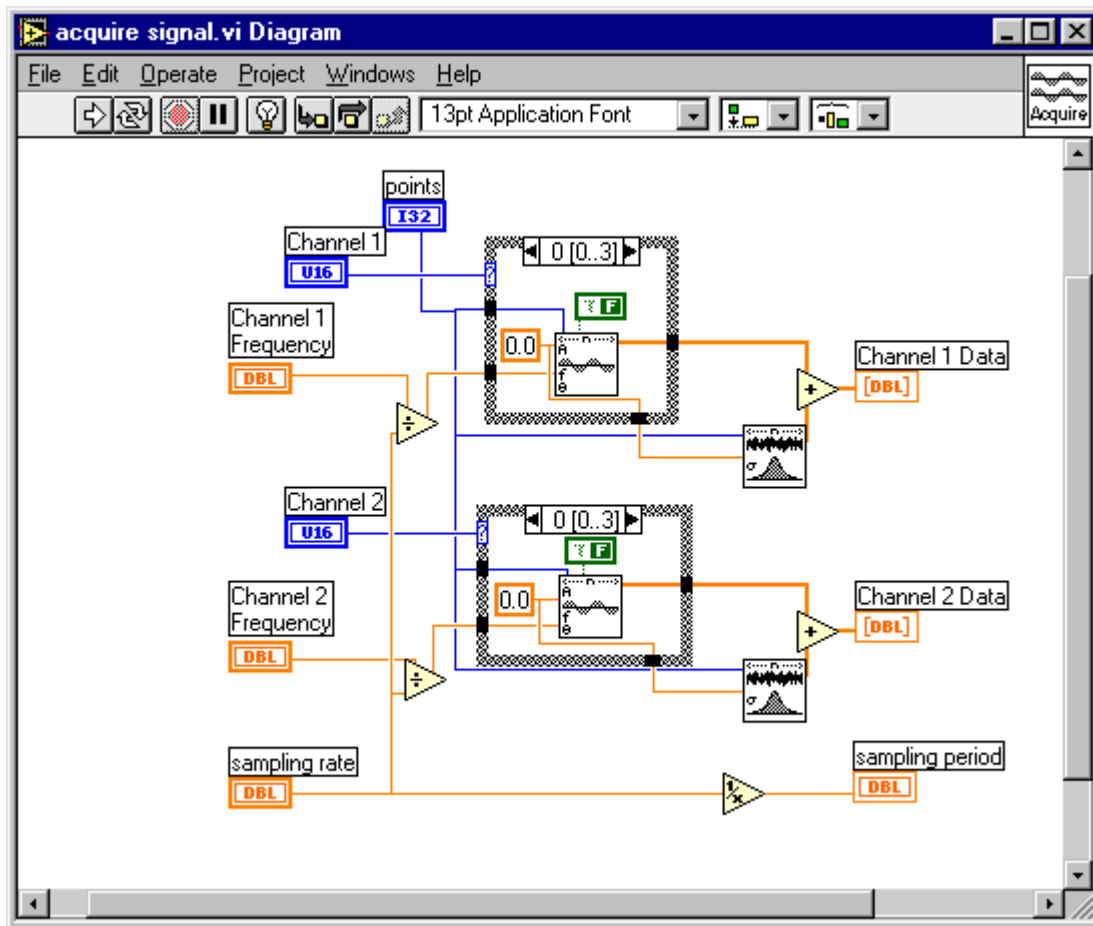 acquire signal.vi Diagram
File Edit Operate Project Windows Help
13pt Application Font
Acquire
points
I32
Channel 1
U16
0 [0..3]
?
Channel 1
Frequency
DBL
F
0.0
n
A
f
θ
Channel 1 Data
[DBL]
÷
+
n
σ
Channel 2
U16
0 [0..3]
?
F
Channel 2
Frequency
DBL
0.0
n
A
f
θ
Channel 2 Data
[DBL]
÷
+
n
σ
sampling rate
DBL
1/x
sampling period
DBL